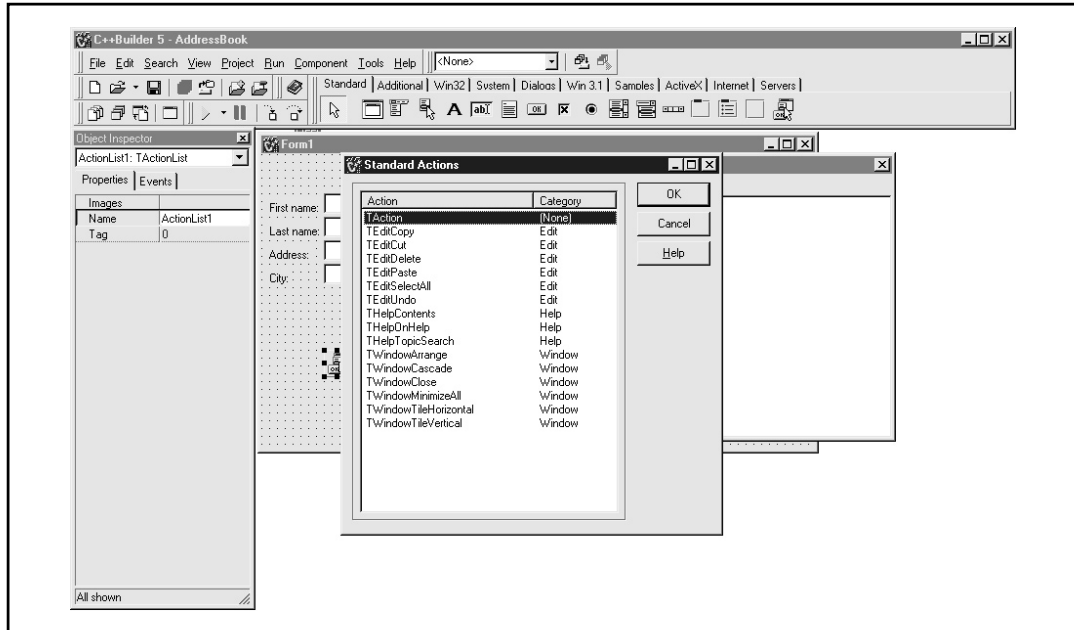 C++Builder 5 - AddressBook
File Edit Search View Project Run Component Tools Help <None>
Standard Additional Win32 System Dialogs Win 3.1 Samples ActiveX Internet Servers
A ab OK
Object Inspector
ActionList1: TActionList
Properties Events
Images
Name ActionList1
Tag 0
All shown
Form1
First name:
Last name:
Address:
City:
Standard Actions
Action Category
TAction (None)
TEditCopy Edit
TEditCut Edit
TEditDelete Edit
TEditPaste Edit
TEditSelectAll Edit
TEditUndo Edit
THelpContents Help
THelpOnHelp Help
THelpTopicSearch Help
TWindowArrange Window
TWindowCascade Window
TWindowClose Window
TWindowMinimizeAll Window
TWindowTileHorizontal Window
TWindowTileVertical Window
OK
Cancel
Help